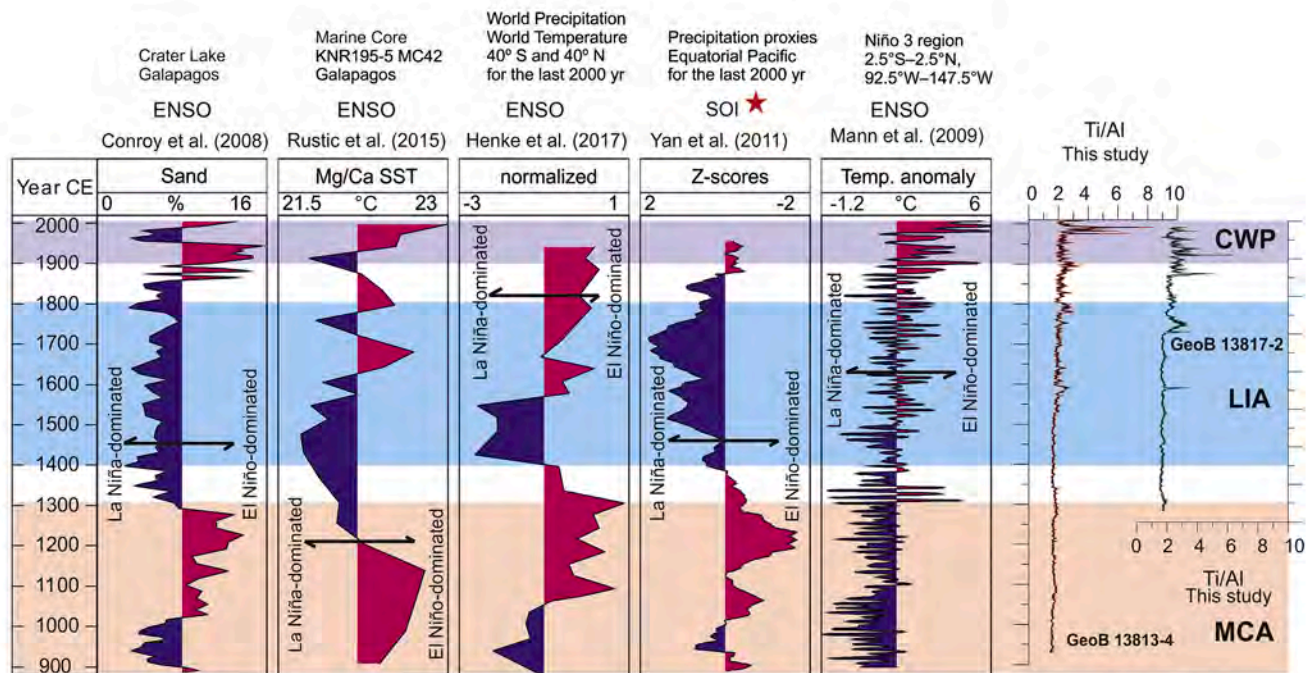 Crater Lake
Galapagos
ENSO
Conroy et al. (2008)
Marine Core
KNR195-5 MC42
Galapagos
ENSO
Rustic et al. (2015)
World Precipitation
World Temperature
40º S and 40º N
for the last 2000 yr
ENSO
Henke et al. (2017)
Precipitation proxies
Equatorial Pacific
for the last 2000 yr
SOI
Yan et al. (2011)
Niño 3 region
2.5°S–2.5°N,
92.5°W–147.5°W
ENSO
Mann et al. (2009)
Ti/Al
This study
Year CE
Sand
0 % 16
Mg/Ca SST
21.5 °C 23
normalized
-3 1
Z-scores
2 -2
Temp. anomaly
-1.2 °C 6
0 2 4 6 8 10
2000
1900
1800
1700
1600
1500
1400
1300
1200
1100
1000
900
La Niña-dominated
El Niño-dominated
La Niña-dominated
El Niño-dominated
La Niña-dominated
El Niño-dominated
La Niña-dominated
El Niño-dominated
La Niña-dominated
El Niño-dominated
CWP
GeoB 13817-2
LIA
0 2 4 6 8 10
Ti/Al
This study
MCA
GeoB 13813-4